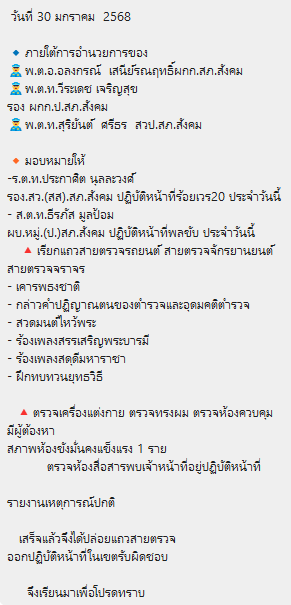 วันที่ 30 มกราคม 2568
🔹ภายใต้การอำนวยการของ
👮พ.ต.อ.อลงกรณ์ เสนีย์รณฤทธิ์ผกก.สภ.สังคม
👮พ.ต.ท.วีระเดช เจริญสุข
รอง ผกก.ป.สภ.สังคม
👮พ.ต.ท.สุริยันต์ ศรีธร สวป.สภ.สังคม
🔸มอบหมายให้
-ร.ต.ท.ประกาศิต นุลละวงค์
รอง.สว.(สส).สภ.สังคม ปฏิบัติหน้าที่ร้อยเวร20 ประจำวันนี้
- ส.ต.ท.ธีรภัส มูลป้อม
ผบ.หมู่.(ป.)สภ.สังคม ปฏิบัติหน้าที่พลขับ ประจำวันนี้
🔺เรียกแถวสายตรวจรถยนต์ สายตรวจจักรยานยนต์
สายตรวจจราจร
- เคารพธงชาติ
- กล่าวคำปฏิญาณตนของตำรวจและอุดมคติตำรวจ
- สวดมนต์ไหว้พระ
- ร้องเพลงสรรเสริญพระบารมี
- ร้องเพลงสดุดีมหาราชา
- ฝึกทบทวนยุทธวิธี
🔺ตรวจเครื่องแต่งกาย ตรวจทรงผม ตรวจห้องควบคุม
มีผู้ต้องหา
สภาพห้องขังมั่นคงแข็งแรง 1 ราย
ตรวจห้องสื่อสารพบเจ้าหน้าที่อยู่ปฏิบัติหน้าที่
รายงานเหตุการณ์ปกติ
เสร็จแล้วจึงได้ปล่อยแถวสายตรวจ
ออกปฏิบัติหน้าที่ในเขตรับผิดชอบ
จึงเรียนมาเพื่อโปรดทราบ